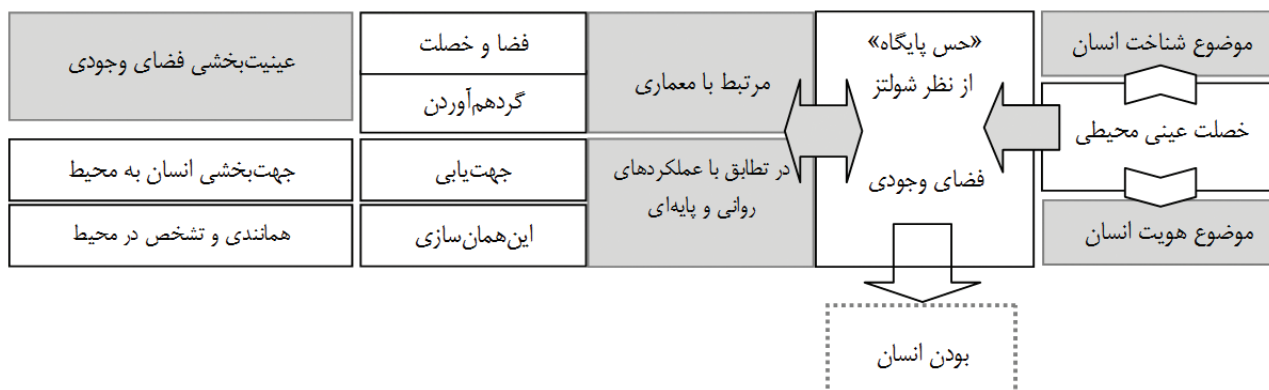 موضوع شناخت انسان
خصلت عینی محیطی
موضوع هویت انسان
«حس پایگاه»
از نظر شولتز
فضای وجودی
بودن انسان
مرتبط با معماری
در تطابق با عملکردهای
روانی و پایه‌ای
فضا و خصلت
گردهم‌آوردن
جهت‌یابی
این‌همان‌سازی
عینیت‌بخشی فضای وجودی
جهت‌بخشی انسان به محیط
همانندی و تشخص در محیط